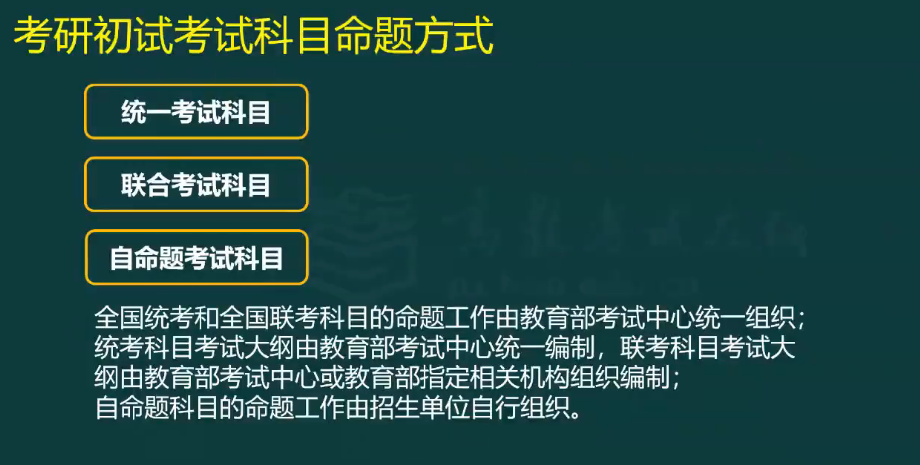 考研初试考试科目命题方式
统一考试科目
联合考试科目
自命题考试科目
全国统考和全国联考科目的命题工作由教育部考试中心统一组织；
统考科目考试大纲由教育部考试中心统一编制，联考科目考试大
纲由教育部考试中心或教育部指定相关机构组织编制；
自命题科目的命题工作由招生单位自行组织。